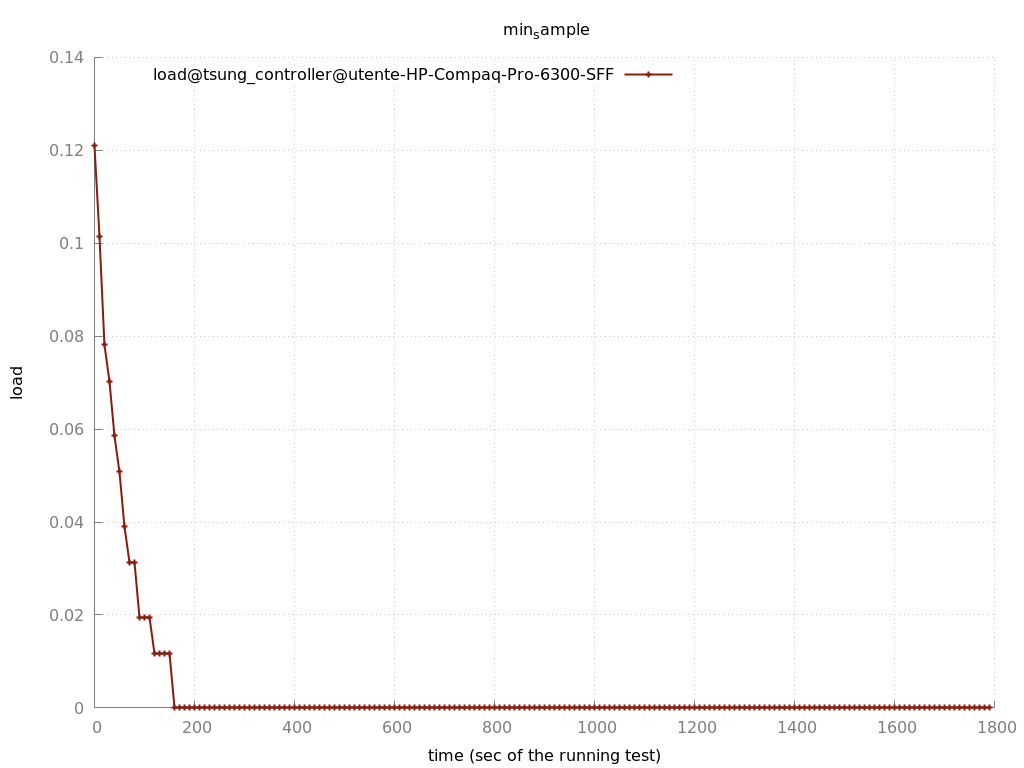 minsample
0.14
load@tsung_controller@utente-HP-Compaq-Pro-6300-SFF
0.12
0.1
0.08
load
0.06
0.04
0.02
0
0 200 400 600 800 1000 1200 1400 1600 1800
time (sec of the running test)